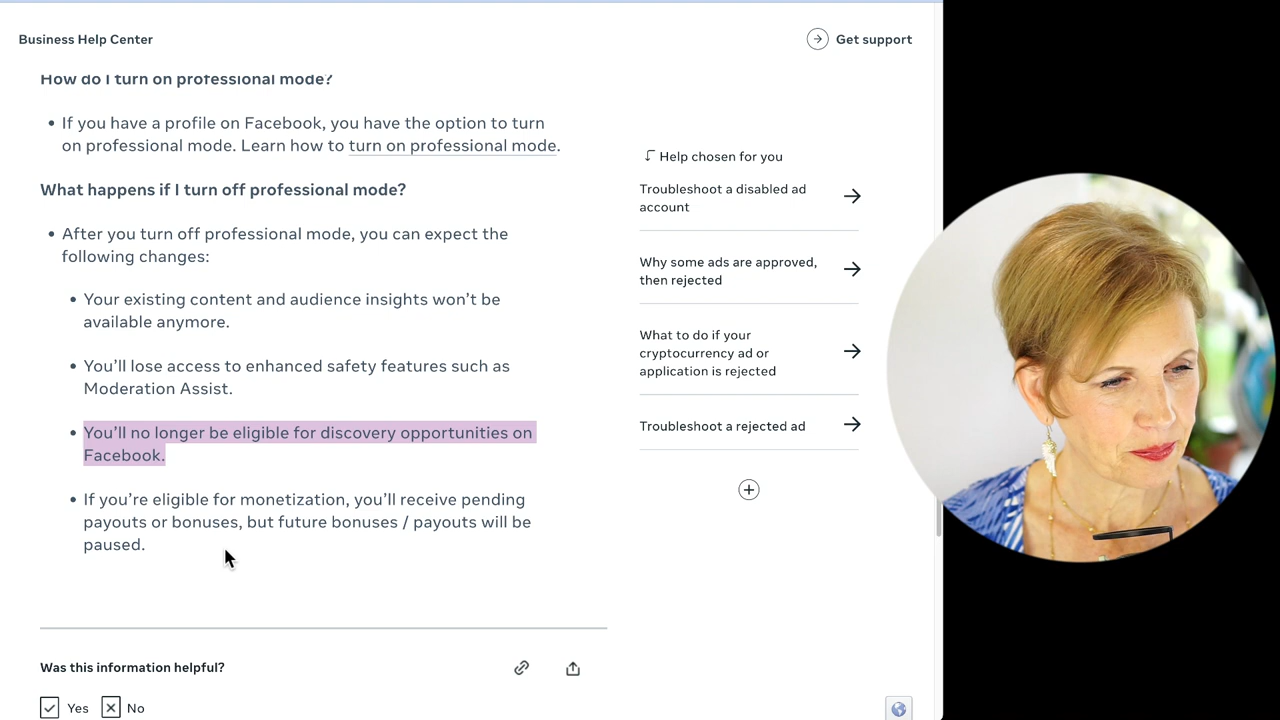 Business Help Center
Get support
How do I turn on professional mode?
• If you have a profile on Facebook, you have the option to turn
on professional mode. Learn how to turn on professional mode.
What happens if I turn off professional mode?
• After you turn off professional mode, you can expect the
following changes:
• Your existing content and audience insights won’t be
available anymore.
• You’ll lose access to enhanced safety features such as
Moderation Assist.
• You’ll no longer be eligible for discovery opportunities on
Facebook.
• If you’re eligible for monetization, you’ll receive pending
payouts or bonuses, but future bonuses / payouts will be
paused.
Help chosen for you
Troubleshoot a disabled ad
account
Why some ads are approved,
then rejected
What to do if your
cryptocurrency ad or
application is rejected
Troubleshoot a rejected ad
Was this information helpful?
Yes
No